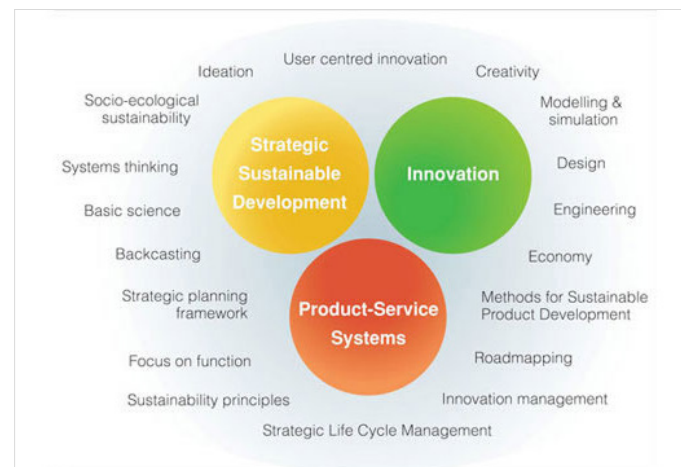 User centred innovation
Ideation
Creativity
Socio-ecological
sustainability
Modelling &
simulation
Strategic
Sustainable
Development
Innovation
Systems thinking
Design
Basic science
Engineering
Backcasting
Economy
Strategic planning
framework
Product-Service
Systems
Methods for Sustainable
Product Development
Focus on function
Roadmapping
Sustainability principles
Innovation management
Strategic Life Cycle Management